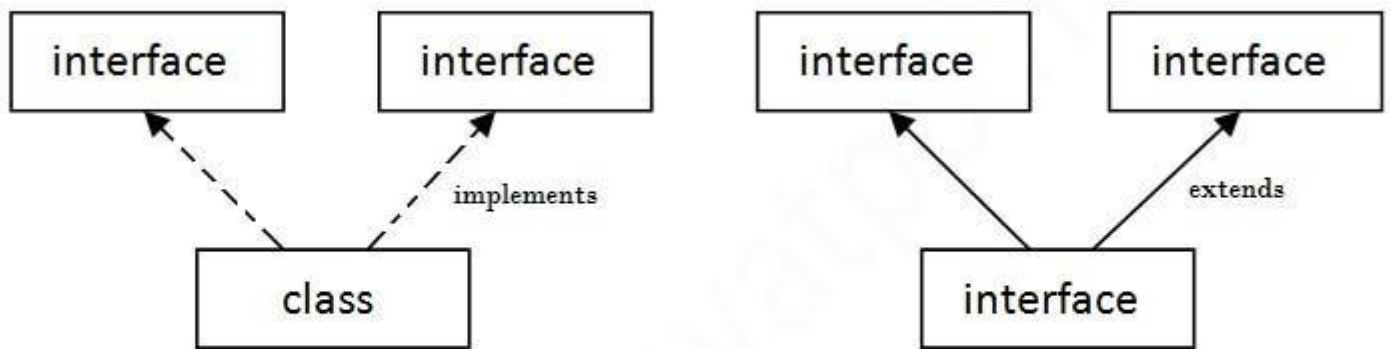 interface interface interface interface
implements extends
class interface